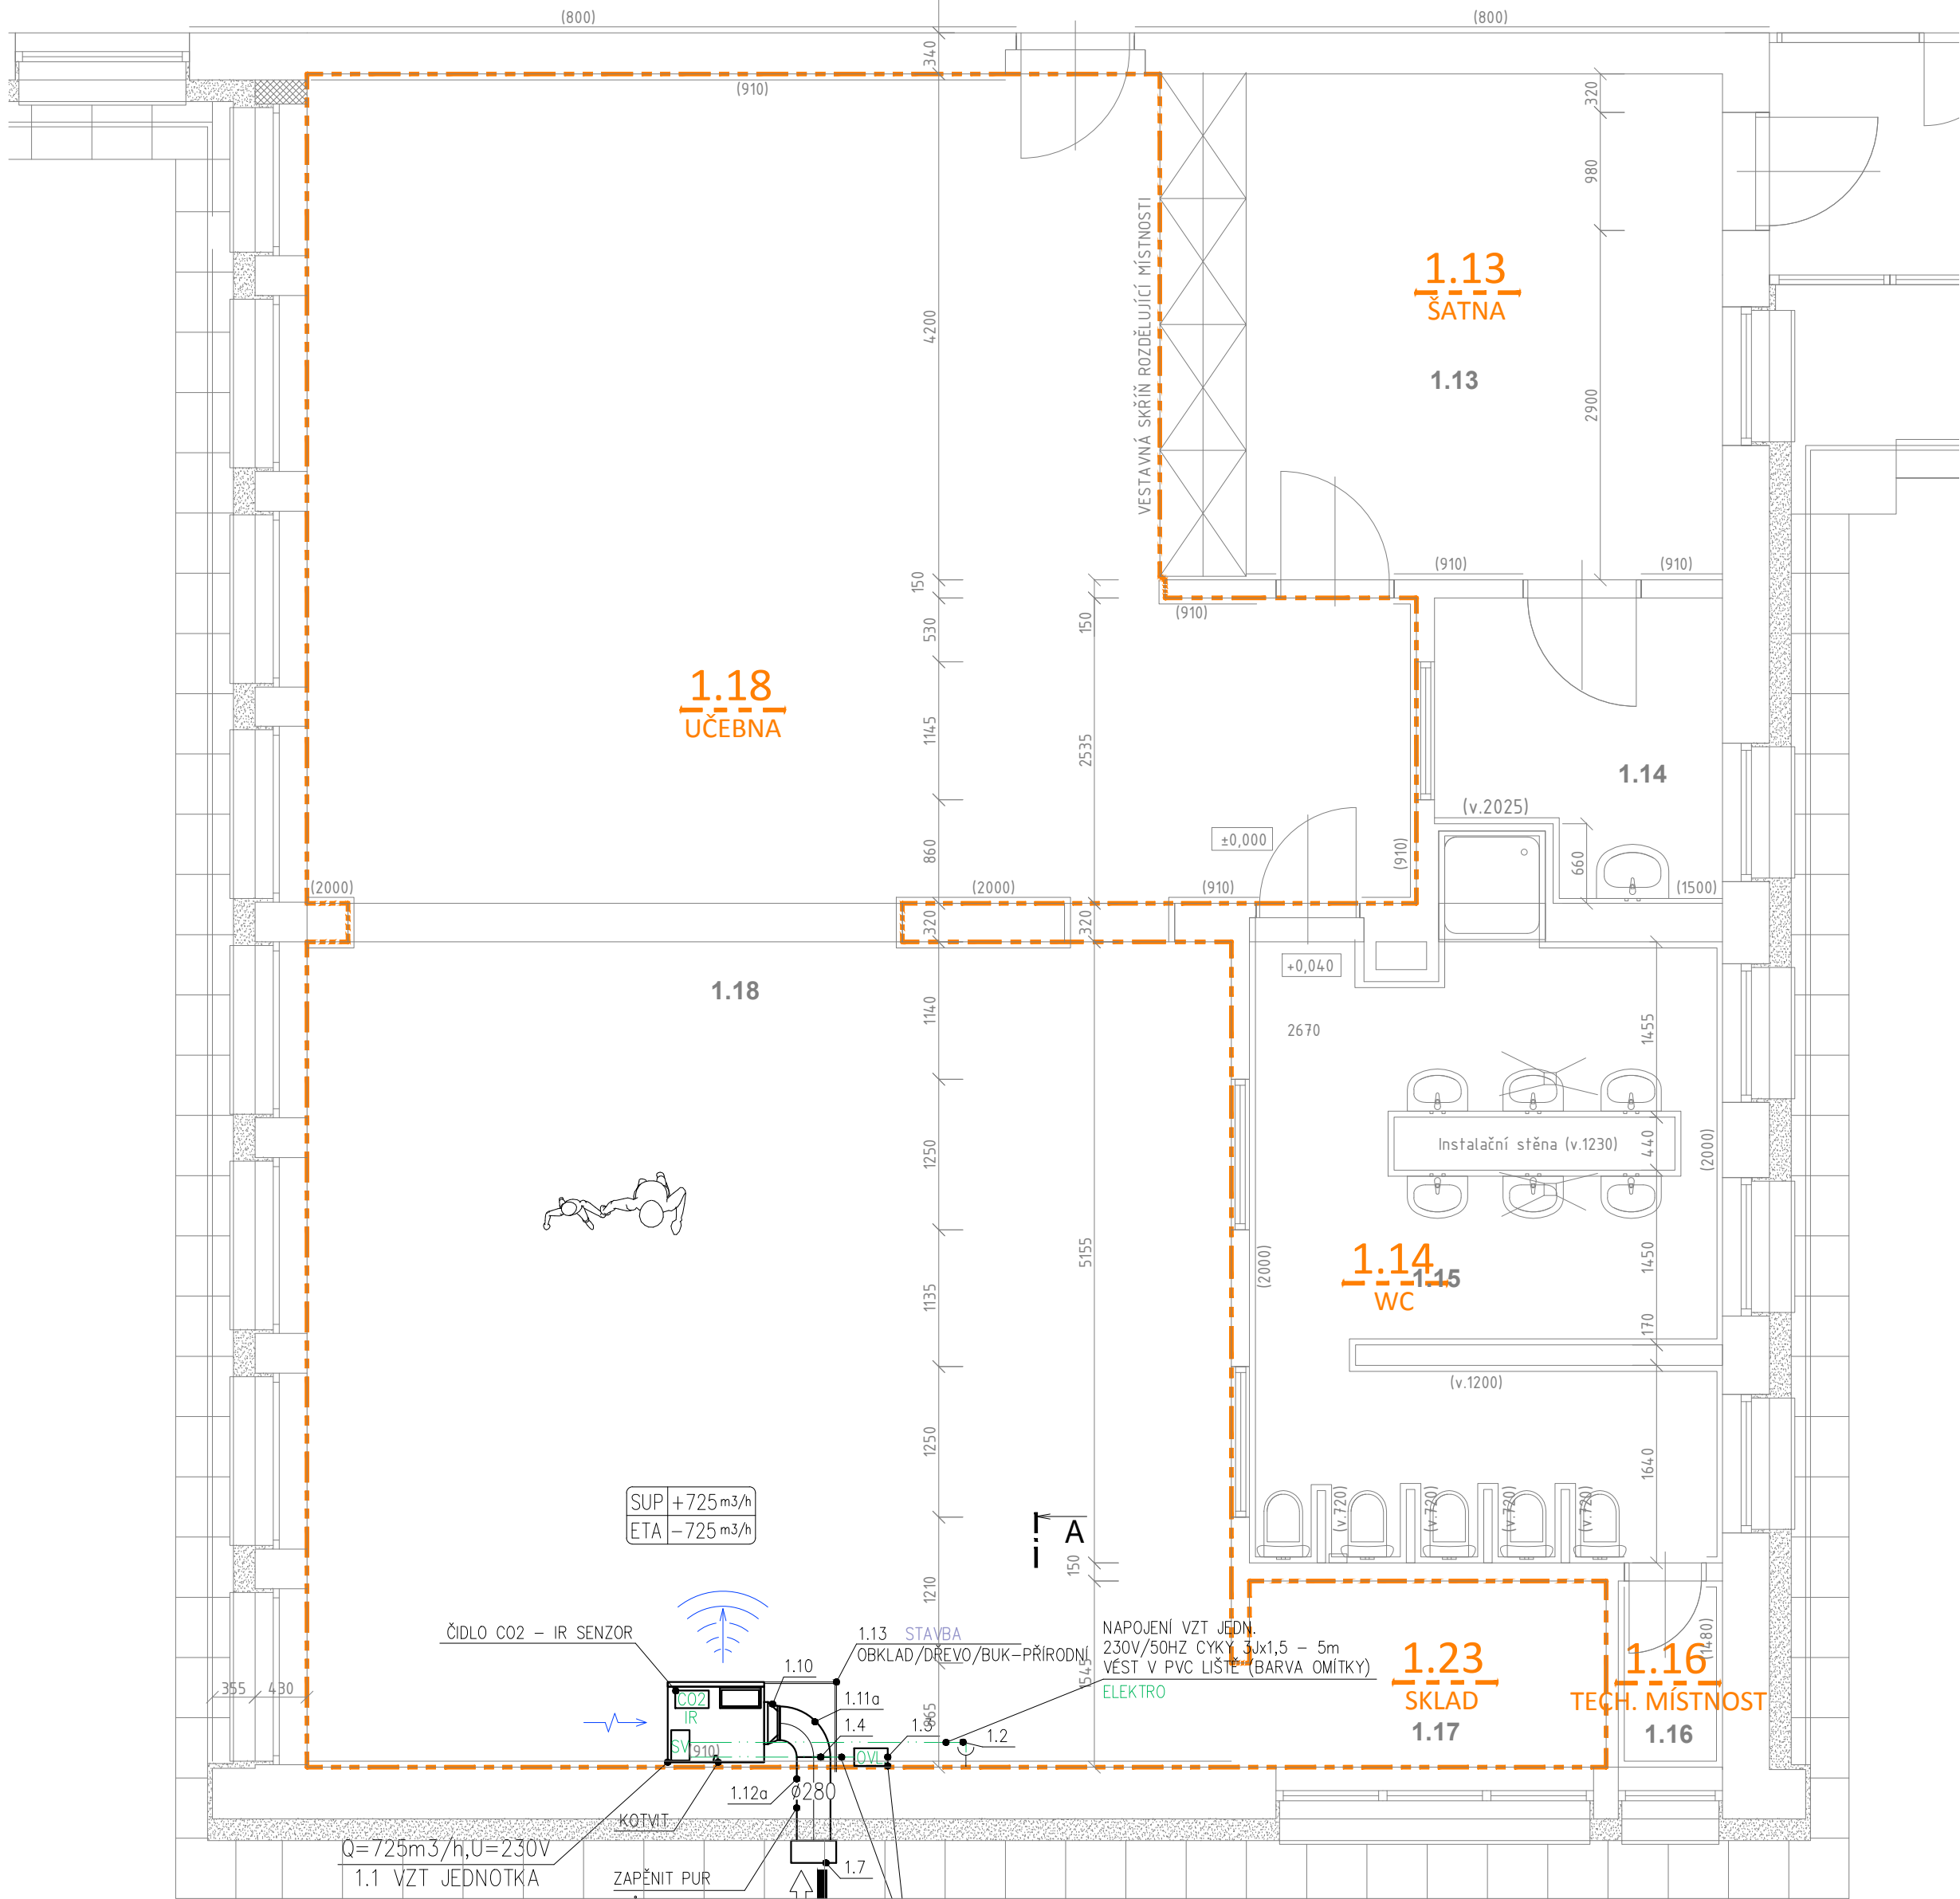 (800)
(800)
340
(910)
320
980
VESTAVNÁ SKŘÍN ROZDĚLUJÍCÍ MÍSTNOSTI
1.13
ŠATNA
1.13
4200
2900
150
(910)
(910)
530
150
(910)
1.18
UČEBNA
1145
2535
1.14
(v.2025)
±0,000
860
(910)
660
(2000)
(2000)
(910)
(1500)
320
320
+0,040
1.18
1140
2670
1455
1250
Instalační stěna (v.1230)
440
(2000)
5155
1135
(2000)
1.14
1.15
WC
1450
170
(v.1200)
1250
1640
SUP +725 m3/h
ETA -725 m3/h
A
(v.720)
(v.720)
(v.720)
(v.720)
150
1210
ČIDLO CO2 - IR SENZOR
1.13 STAVBA
OBKLAD/DŘEVO/BUK-PŘÍRODNÍ
NAPOJENÍ VZT JEDN.
230V/50HZ CYKY 3Jx1,5 - 5m
VÉST V PVC LIŠTĚ (BARVA OMÍTKY)
ELEKTRO
1545
(1480)
1.23
SKLAD
1.17
1.16
TECH. MÍSTNOST
1.16
355
430
CO2
IR
SV
(910)
1.10
1.11a
1.4
1.3
865
1.2
OVL
1.12a
Ø280
KOTVIT
Q=725m3/h,U=230V
1.1 VZT JEDNOTKA
ZAPĚNIT PUR
1.7